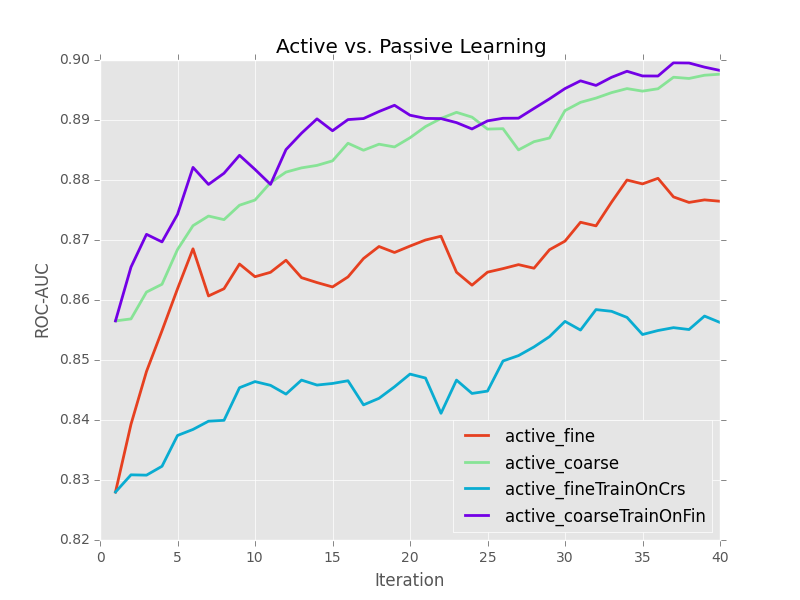 Active vs. Passive Learning
0.90
0.89
0.88
0.87
0.86
0.85
0.84
0.83
0.82
ROC-AUC
active_fine
active_coarse
active_fineTrainOnCrs
active_coarseTrainOnFin
0 5 10 15 20 25 30 35 40
Iteration